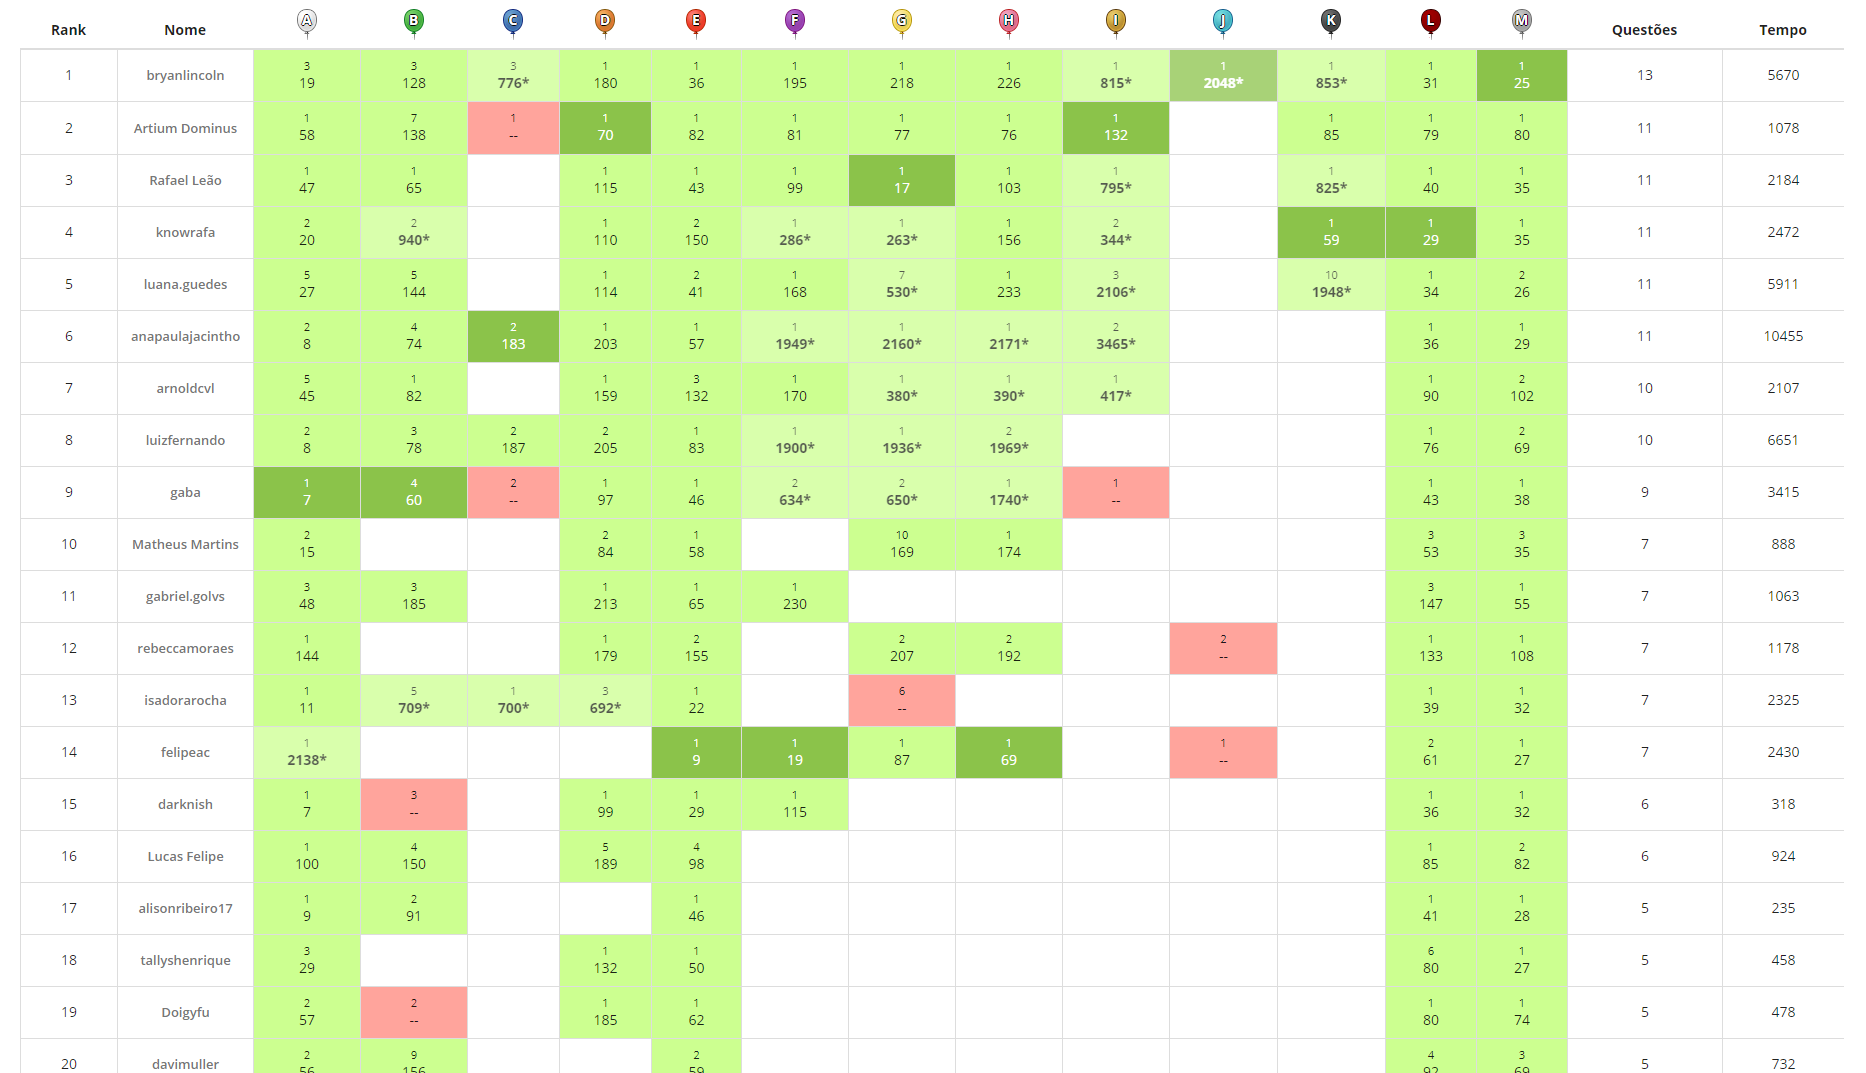 Rank Nome A B C D E F G H I J K L M Questões Tempo
1 bryanlincoln 3 3 3 1 1 1 1 1 1 1 1 1 1 13 5670
19 128 776* 180 36 195 218 226 815* 2048* 853* 31 25
2 Artium Dominus 1 7 1 1 1 1 1 1 1 1 1 1 11 1078
58 138 -- 70 82 81 77 76 132 85 79 80
3 Rafael Leão 1 1 1 1 1 1 1 1 1 1 1 11 2184
47 65 115 43 99 17 103 795* 825* 40 35
4 knowrafa 2 2 1 2 1 1 1 2 1 1 1 11 2472
20 940* 110 150 286* 263* 156 344* 59 29 35
5 luana.guedes 5 5 1 2 1 7 1 3 10 1 2 11 5911
27 144 114 41 168 530* 233 2106* 1948* 34 26
6 anapaulajacintho 2 4 2 1 1 1 1 1 2 1 1 11 10455
8 74 183 203 57 1949* 2160* 2171* 3465* 36 29
7 arnoldcvl 5 1 1 3 1 1 1 1 1 2 10 2107
45 82 159 132 170 380* 390* 417* 90 102
8 luizfernando 2 3 2 2 1 1 1 2 1 2 10 6651
8 78 187 205 83 1900* 1936* 1969* 76 69
9 gaba 1 4 2 1 1 2 2 1 1 1 1 9 3415
7 60 -- 97 46 634* 650* 1740* -- 43 38
10 Matheus Martins 2 2 1 10 1 3 3 7 888
15 84 58 169 174 53 35
11 gabriel.golvs 3 3 1 1 1 3 1 7 1063
48 185 213 65 230 147 55
12 rebeccamoraes 1 1 2 2 2 2 1 1 7 1178
144 179 155 207 192 -- 133 108
13 isadorarocha 1 5 1 3 1 6 1 1 7 2325
11 709* 700* 692* 22 -- 39 32
14 felipeac 1 1 1 1 1 1 2 1 7 2430
2138* 9 19 87 69 -- 61 27
15 darknish 1 3 1 1 1 1 1 6 318
7 -- 99 29 115 36 32
16 Lucas Felipe 1 4 5 4 1 2 6 924
100 150 189 98 85 82
17 alisonribeiro17 1 2 1 1 1 5 235
9 91 46 41 28
18 tallyshenrique 3 1 1 6 1 5 458
29 132 50 80 27
19 Doigyfu 2 2 1 1 1 1 5 478
57 -- 185 62 80 74
20 davimuller 2 9 2 4 3 5 732
56 156 59 92 69